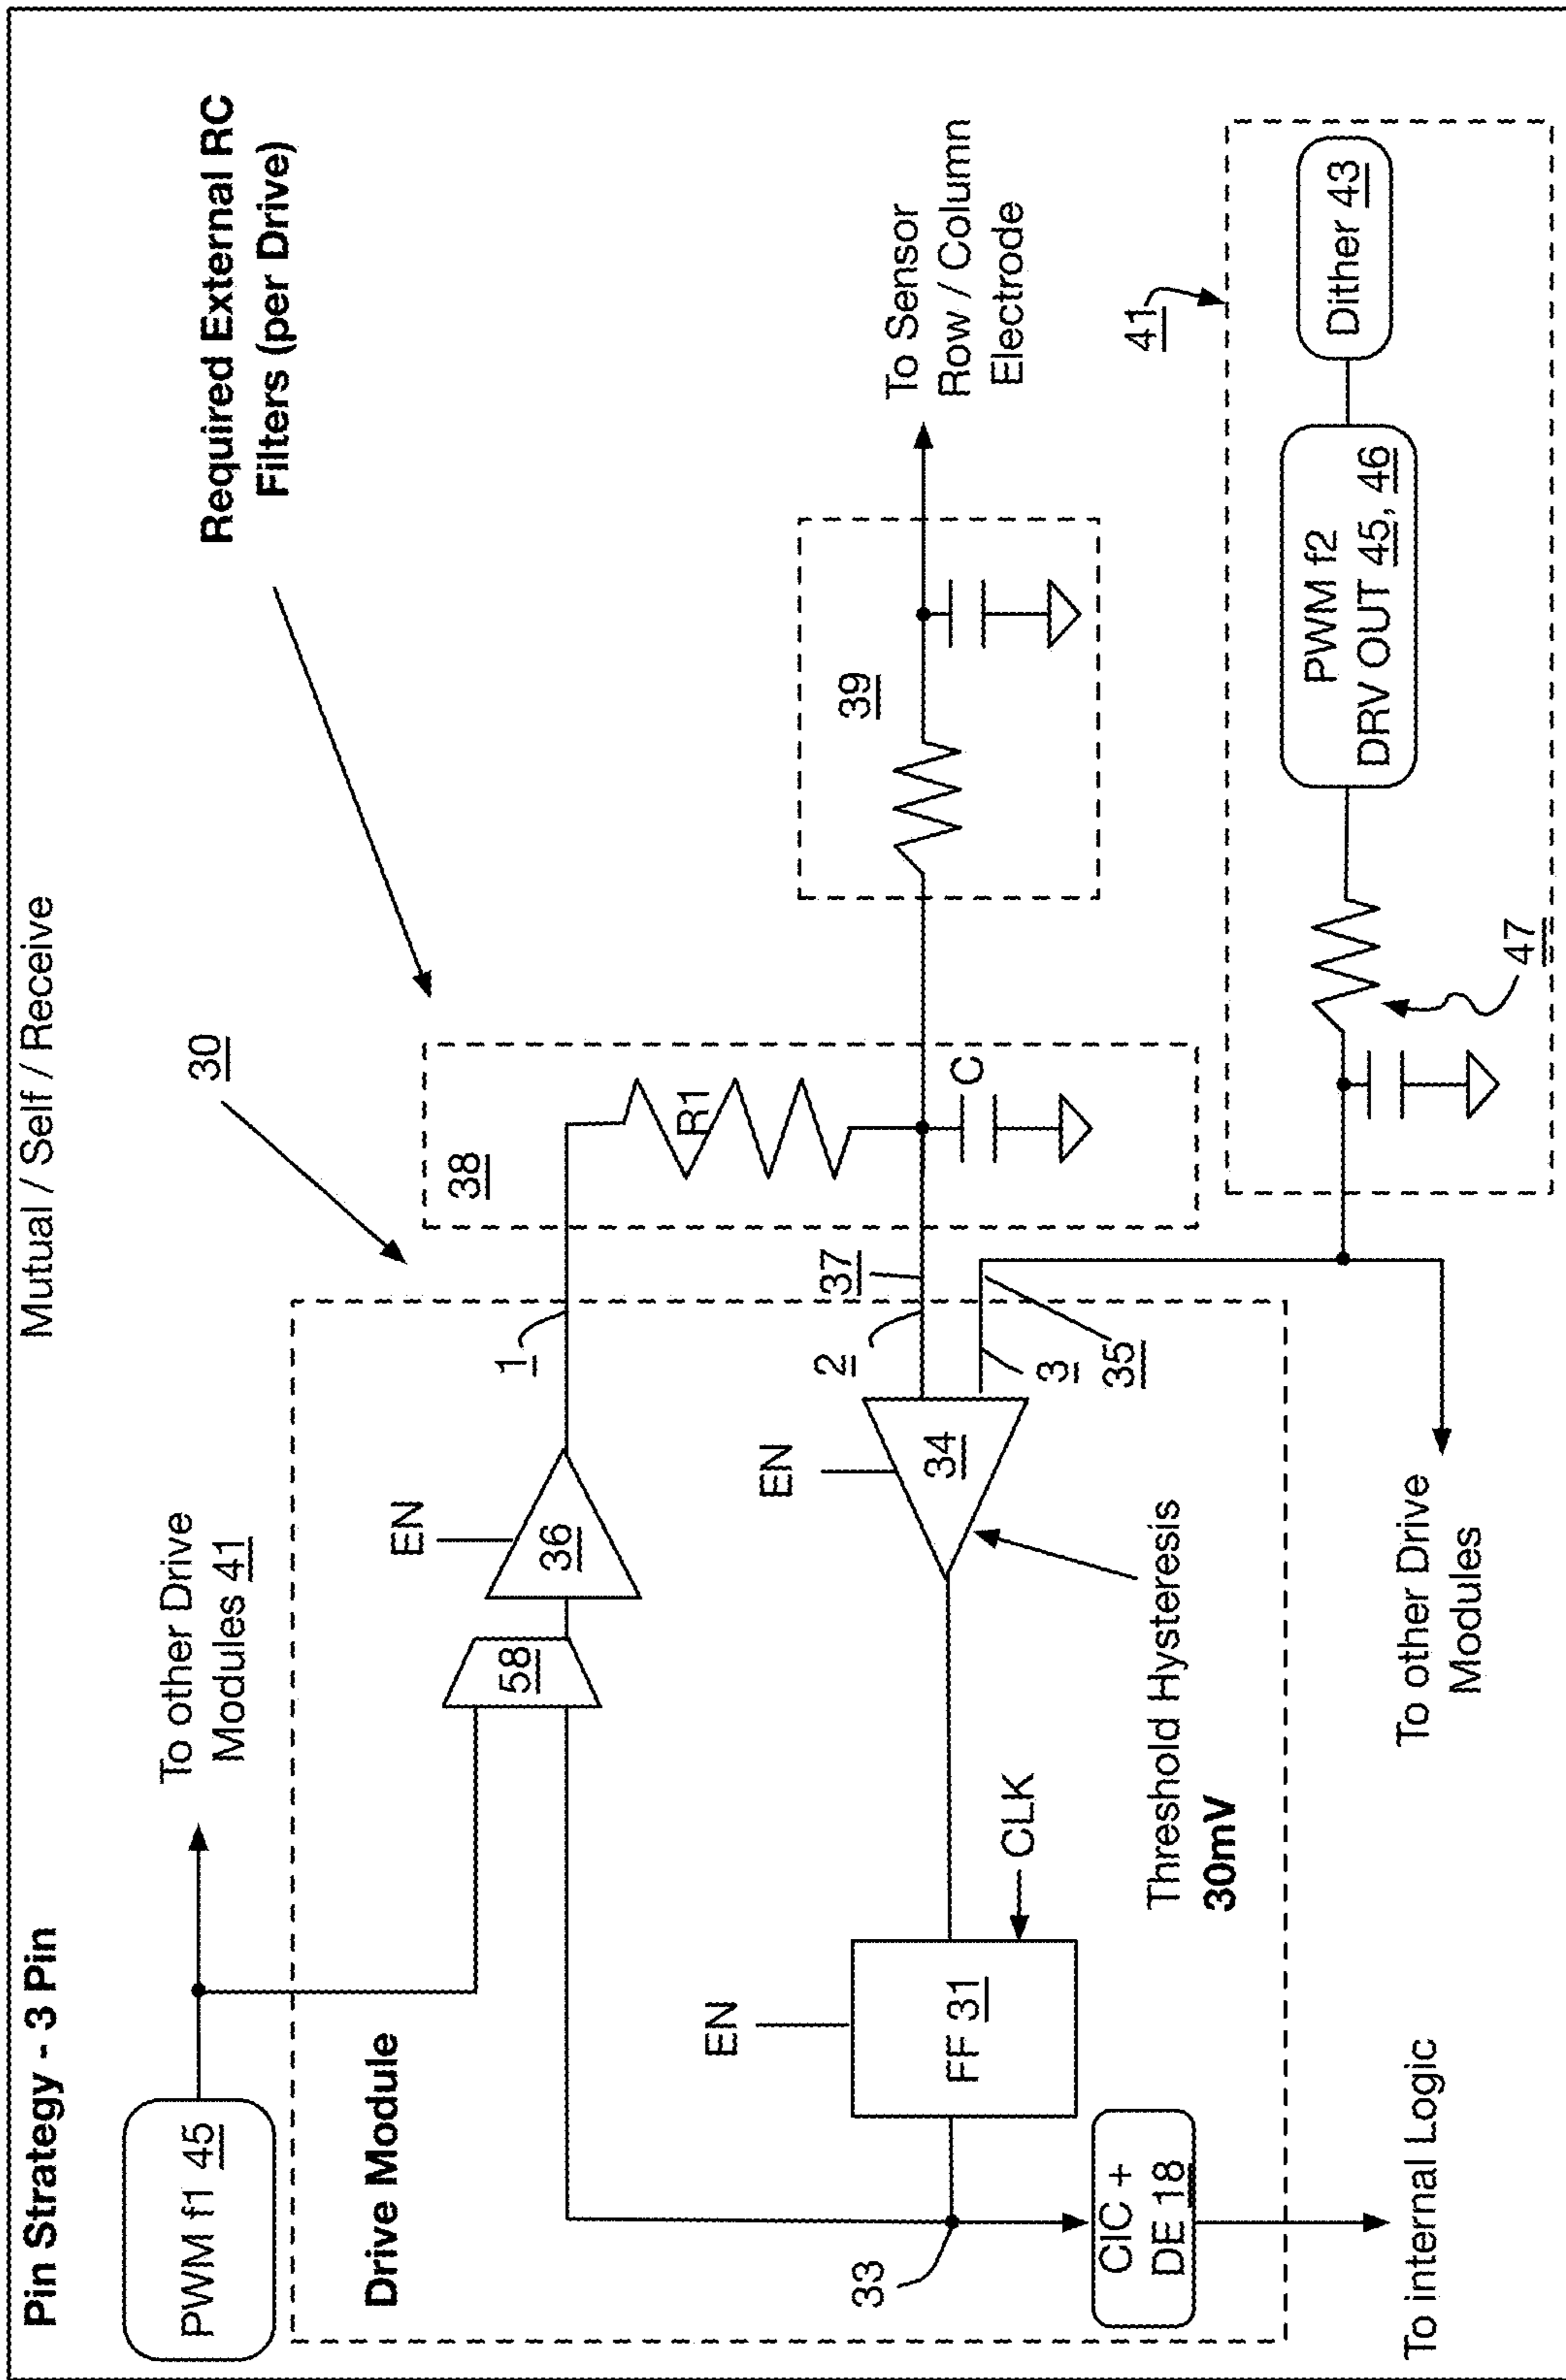 Pin Strategy - 3 Pin
Mutual / Self / Receive
PWM f1 45
To other Drive
Modules 41
Required External RC
Filters (per Drive)
30
Drive Module
EN
58
36
1
38
R1
33
EN
FF 31
CLK
EN
34
2
37
3
35
C
39
To Sensor
Row / Column
Electrode
Threshold Hysteresis
30mV
CIC +
DE 18
To internal Logic
To other Drive
Modules
41
47
PWM f2
DRV OUT 45, 46
Dither 43